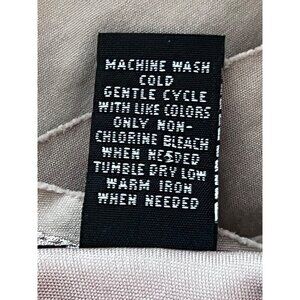 MACHINE WASH
COLD
GENTLE CYCLE
WITH LIKE COLORS
ONLY NON-
CHLORINE BLEACH
WHEN NEEDED
TUMBLE DRY LOW
WARM IRON
WHEN NEEDED